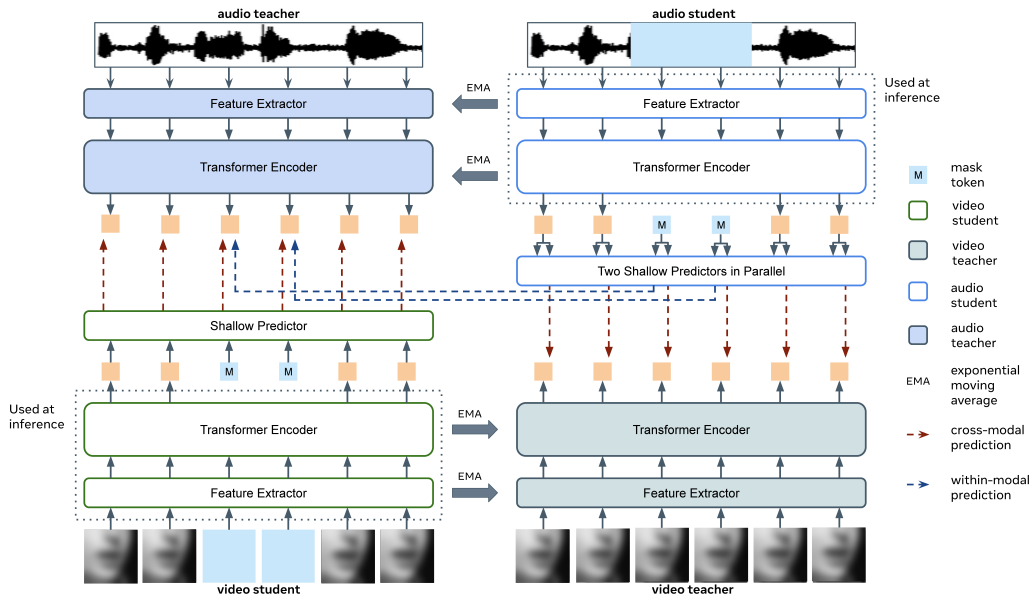 audio teacher
audio student
Feature Extractor
EMA
Feature Extractor
Used at
inference
Transformer Encoder
EMA
Transformer Encoder
M
M
Two Shallow Predictors in Parallel
Shallow Predictor
M
M
Used at
inference
Transformer Encoder
EMA
Transformer Encoder
Feature Extractor
EMA
Feature Extractor
video student
video teacher
M
mask
token
video
student
video
teacher
audio
student
audio
teacher
EMA
exponential
moving
average
cross-modal
prediction
within-modal
prediction